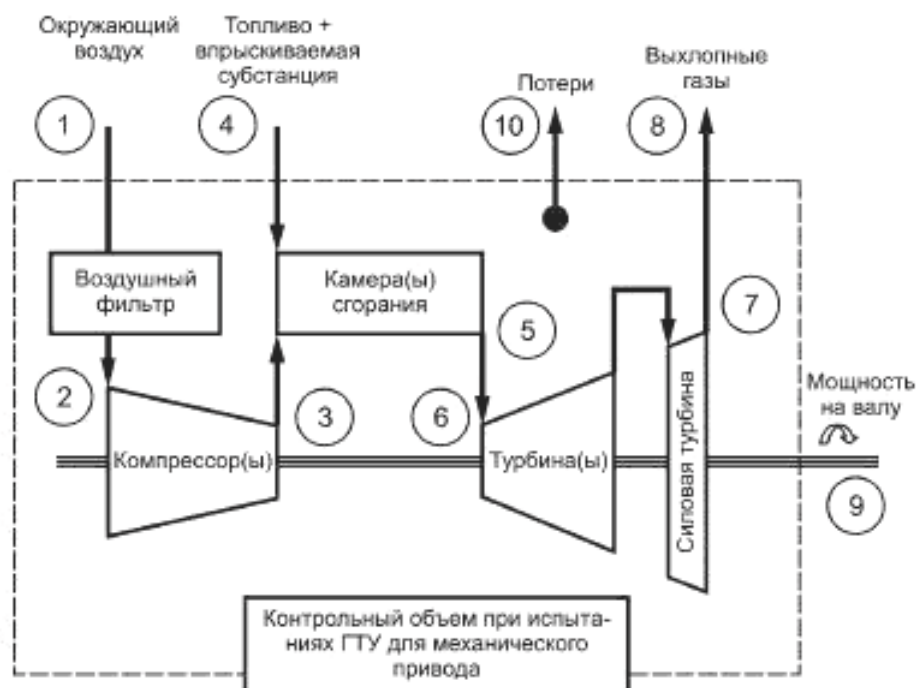 Окружающий
воздух
Топливо +
впрыскиваемая
субстанция
Потери
Выхлопные
газы
1
4
10
8
Воздушный
фильтр
Камера(ы)
сгорания
5
7
2
3
6
Мощность
на валу
Компрессор(ы)
Турбина(ы)
Силовая турбина
9
Контрольный объем при испыта-
ниях ГТУ для механического
привода